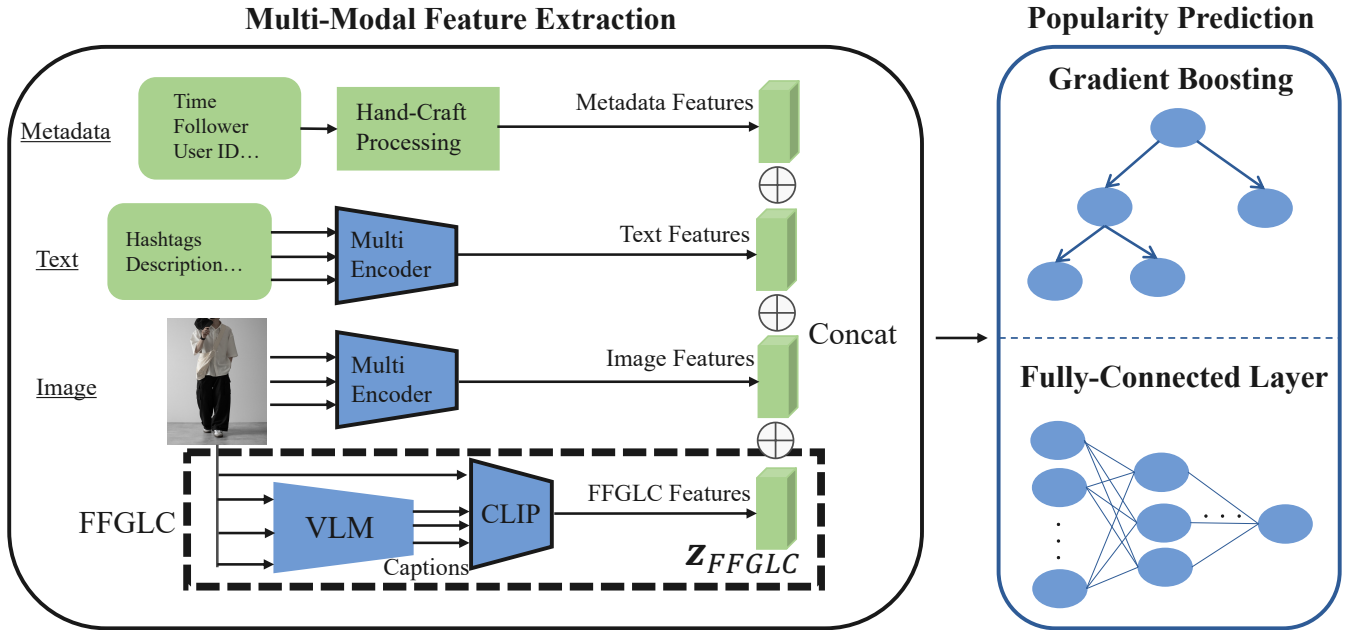 Multi-Modal Feature Extraction
Popularity Prediction
Metadata
Time
Follower
User ID…
Hand-Craft
Processing
Metadata Features
Text
Hashtags
Description…
Multi
Encoder
Text Features
Image
Multi
Encoder
Image Features
Concat
FFGLC
VLM
Captions
CLIP
FFGLC Features
z_FFGLC
Gradient Boosting
Fully-Connected Layer